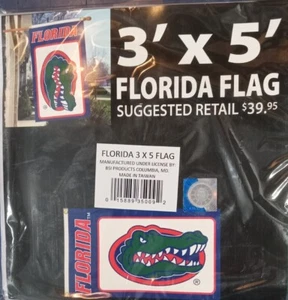 FLORIDA
3' x 5'
FLORIDA FLAG
SUGGESTED RETAIL $39.95
FLORIDA 3 X 5 FLAG
MANUFACTURED UNDER LICENSE BY
BSI PRODUCTS COLUMBIA, MO.
MADE IN TAIWAN
FLORIDA
®